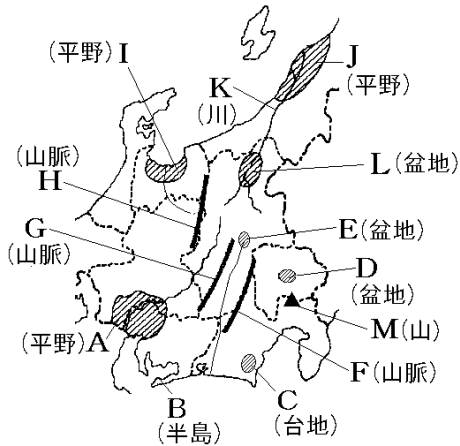 (平野) I
J
(平野)
K
(川)
(山脈)
H
L (盆地)
G
(山脈)
E (盆地)
D
(盆地)
M (山)
(平野) A
F (山脈)
B
(半島)
C
(台地)